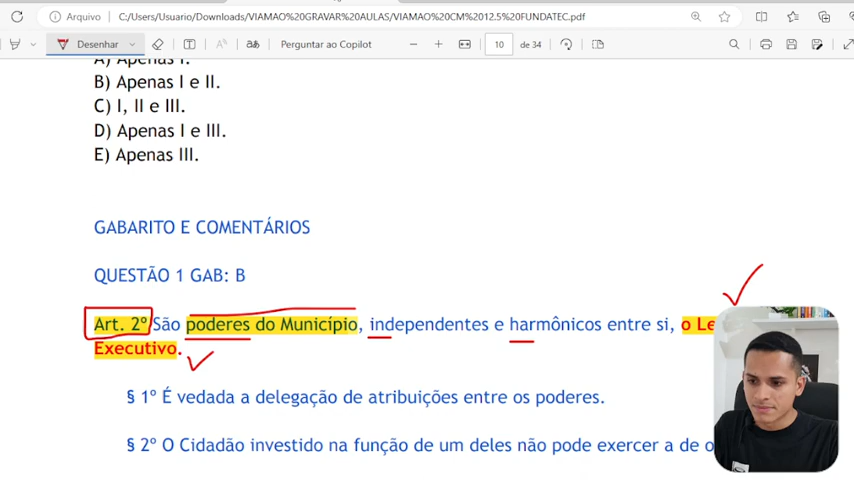 Arquivo
C:/Users/Usuario/Downloads/VIAMAO%20GRAVAR%20AULAS/VIAMAO%20CM%2012.5%20FUNDATEC.pdf
Desenhar
Perguntar ao Copilot
10
de 34
A) Apenas I.
B) Apenas I e II.
C) I, II e III.
D) Apenas I e III.
E) Apenas III.
GABARITO E COMENTÁRIOS
QUESTÃO 1 GAB: B
Art. 2º São poderes do Município, independentes e harmônicos entre si, o
Executivo.
§ 1º É vedada a delegação de atribuições entre os poderes.
§ 2º O Cidadão investido na função de um deles não pode exercer a de